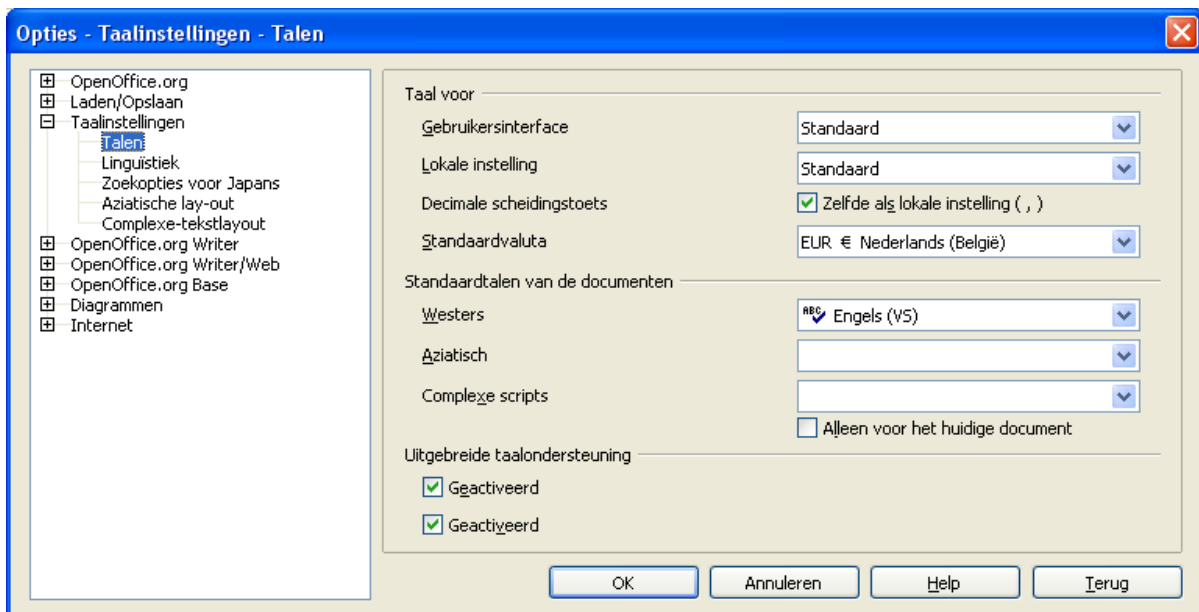 Opties - Taalinstellingen - Talen
OpenOffice.org
Laden/Opslaan
Taalinstellingen
Talen
Linguïstiek
Zoekopties voor Japans
Aziatische lay-out
Complexe-tekstlayout
OpenOffice.org Writer
OpenOffice.org Writer/Web
OpenOffice.org Base
Diagrammen
Internet
Taal voor
Gebruikersinterface Standaard
Lokale instelling Standaard
Decimale scheidingstoets Zelfde als lokale instelling ( , )
Standaardvaluta EUR € Nederlands (België)
Standaardtalen van de documenten
Westers ABC Engels (VS)
Aziatisch
Complexe scripts
Alleen voor het huidige document
Uitgebreide taalondersteuning
Geactiveerd
Geactiveerd
OK Annuleren Help Terug